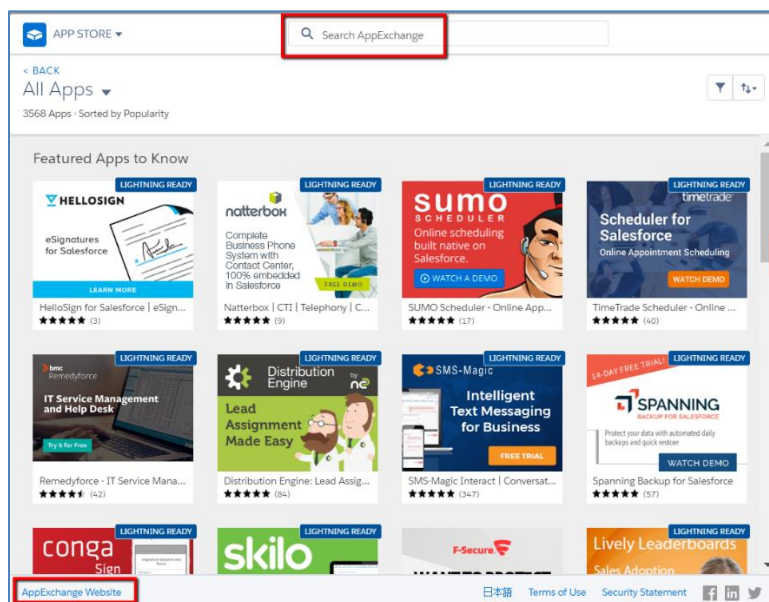 APP STORE
Search AppExchange
< BACK
All Apps
3568 Apps · Sorted by Popularity
Featured Apps to Know
LIGHTNING READY
HELLOSIGN
eSignatures
for Salesforce
LEARN MORE
HelloSign for Salesforce | eSign...
(3)
LIGHTNING READY
natterbox
Complete
Business Phone
System with
Contact Center,
100% embedded
in Salesforce
FREE DEMO
Natterbox | CTI | Telephony | C...
(9)
LIGHTNING READY
sumo
SCHEDULER
Online scheduling
built native on
Salesforce.
WATCH A DEMO
SUMO Scheduler - Online App...
(17)
LIGHTNING READY
timetrade
Scheduler for
Salesforce
Online Appointment Scheduling
WATCH DEMO
TimeTrade Scheduler - Online ...
(40)
LIGHTNING READY
bmc
Remedyforce
IT Service Management
and Help Desk
Try it for Free
Remedyforce - IT Service Mana...
(42)
LIGHTNING READY
Distribution
Engine
by
nc
Lead
Assignment
Made Easy
Distribution Engine: Lead Assig...
(84)
LIGHTNING READY
SMS-Magic
Intelligent
Text Messaging
for Business
FREE TRIAL
SMS-Magic Interact | Conversat...
(347)
LIGHTNING READY
14-DAY FREE TRIAL!
SPANNING
BACKUP FOR SALESFORCE
Protect your data with automated daily
backups and quick restore
WATCH DEMO
Spanning Backup for Salesforce
(57)
LIGHTNING READY
conga
Sign
LIGHTNING READY
skilo
F-Secure.
WANT TO PROTECT
LIGHTNING READY
Lively Leaderboards
Sales Adoption
AppExchange Website
日本語
Terms of Use
Security Statement